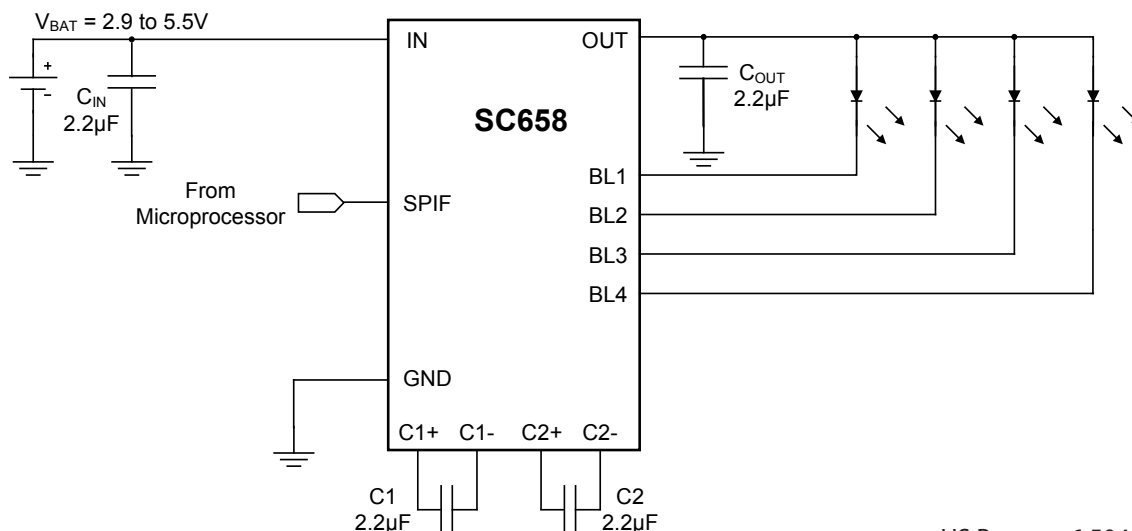 V_BAT = 2.9 to 5.5V
IN
OUT
+
-
C_IN
2.2µF
C_OUT
2.2µF
SC658
BL1
From
Microprocessor
SPIF
BL2
BL3
BL4
GND
C1+ C1- C2+ C2-
C1
2.2µF
C2
2.2µF